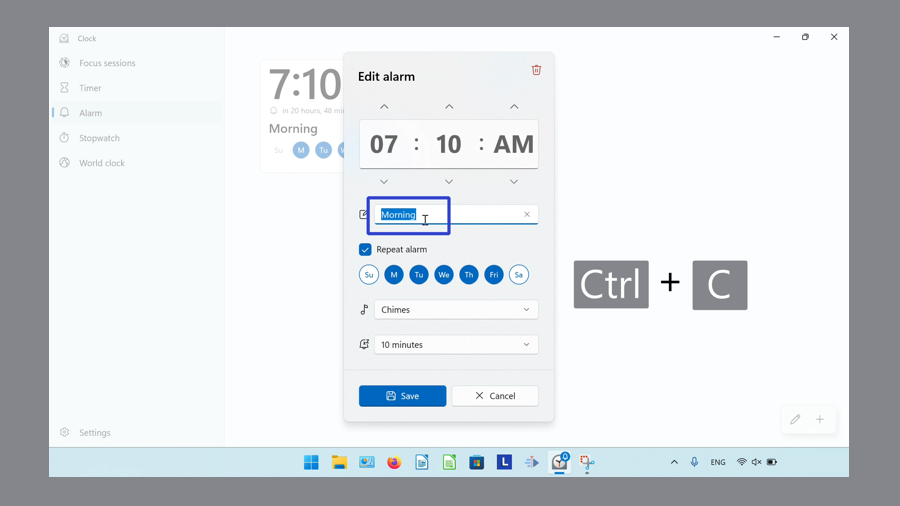 Clock
Focus sessions
Timer
Alarm
Stopwatch
World clock
Settings
7:10
in 20 hours, 48 mi
Morning
Su M Tu
Edit alarm
07 : 10 : AM
Morning
Repeat alarm
Su M Tu We Th Fri Sa
Chimes
10 minutes
Save Cancel
Ctrl + C
L
ENG